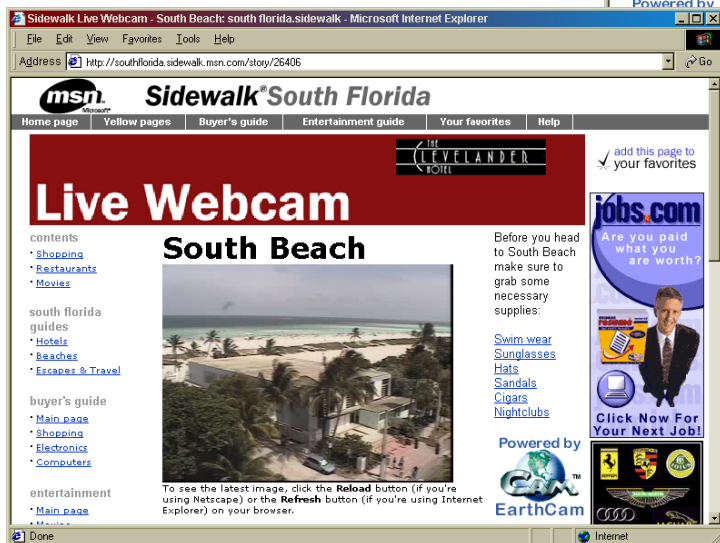 Powered by
Sidewalk Live Webcam - South Beach: south florida.sidewalk - Microsoft Internet Explorer
File Edit View Favorites Tools Help
Address http://southflorida.sidewalk.msn.com/story/26406 Go
msn. Sidewalk® South Florida
Microsoft®
Home page Yellow pages Buyer's guide Entertainment guide Your favorites Help
THE
CLEVELANDER
HOTEL
Live Webcam
add this page to
your favorites
contents
Shopping
Restaurants
Movies
south florida
guides
Hotels
Beaches
Escapes & Travel
buyer's guide
Main page
Shopping
Electronics
Computers
entertainment
Main page
Movies
South Beach
To see the latest image, click the Reload button (if you're
using Netscape) or the Refresh button (if you're using Internet
Explorer) on your browser.
Before you head
to South Beach
make sure to
grab some
necessary
supplies:
Swim wear
Sunglasses
Hats
Sandals
Cigars
Nightclubs
Powered by
CAM TM
EarthCam
jobs.com
Are you paid
what you
are worth?
resume
Click Now For
Your Next Job!
JAGUAR
Done Internet